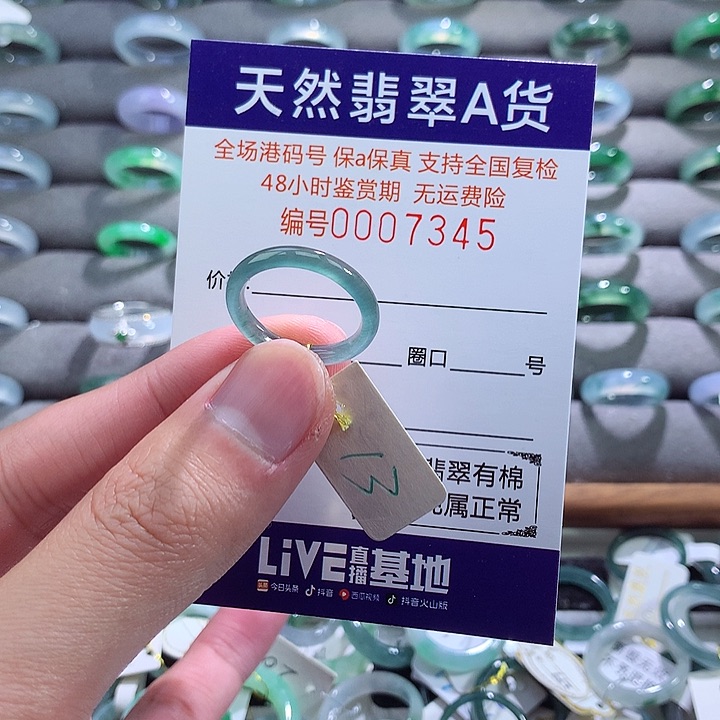 天然翡翠A货
全场港码号 保a保真 支持全国复检
48小时鉴赏期 无运费险
编号0007345
价
圈口 号
13
翡翠有棉
属正常
LiVE直播基地
今日头条 抖音 西瓜视频 抖音火山版